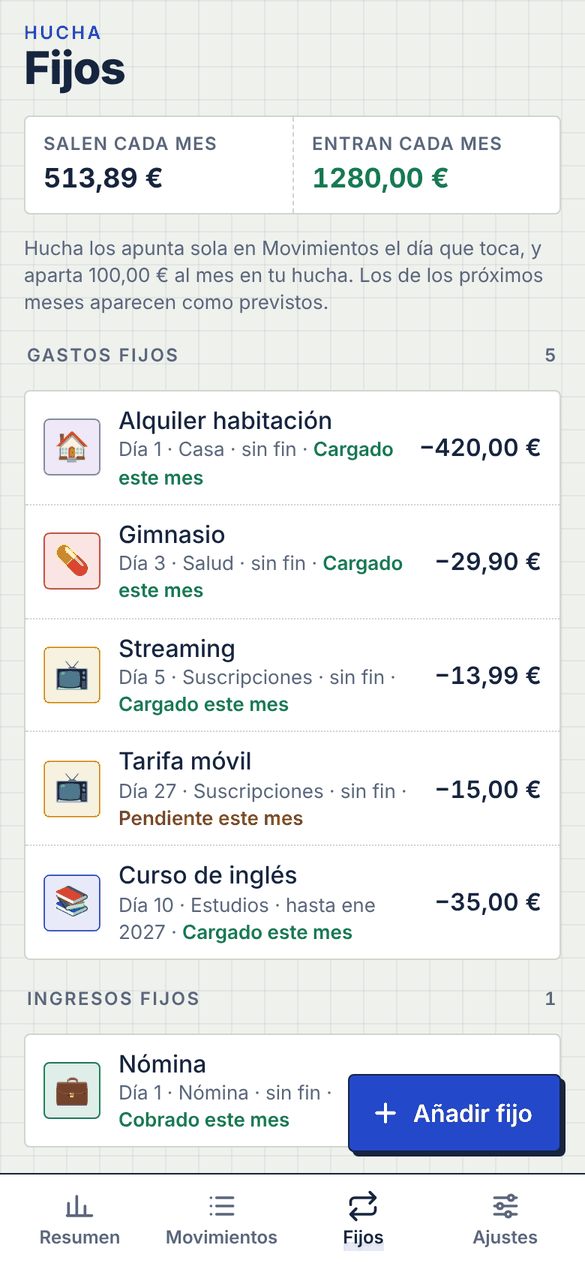 HUCHA
Fijos
SALEN CADA MES
513,89 €
ENTRAN CADA MES
1280,00 €
Hucha los apunta sola en Movimientos el día que toca, y
aparta 100,00 € al mes en tu hucha. Los de los próximos
meses aparecen como previstos.
GASTOS FIJOS
5
Alquiler habitación
Día 1 · Casa · sin fin · Cargado
este mes
−420,00 €
Gimnasio
Día 3 · Salud · sin fin · Cargado
este mes
−29,90 €
Streaming
Día 5 · Suscripciones · sin fin ·
Cargado este mes
−13,99 €
Tarifa móvil
Día 27 · Suscripciones · sin fin ·
Pendiente este mes
−15,00 €
Curso de inglés
Día 10 · Estudios · hasta ene
2027 · Cargado este mes
−35,00 €
INGRESOS FIJOS
1
Nómina
Día 1 · Nómina · sin fin ·
Cobrado este mes
+ Añadir fijo
Resumen
Movimientos
Fijos
Ajustes